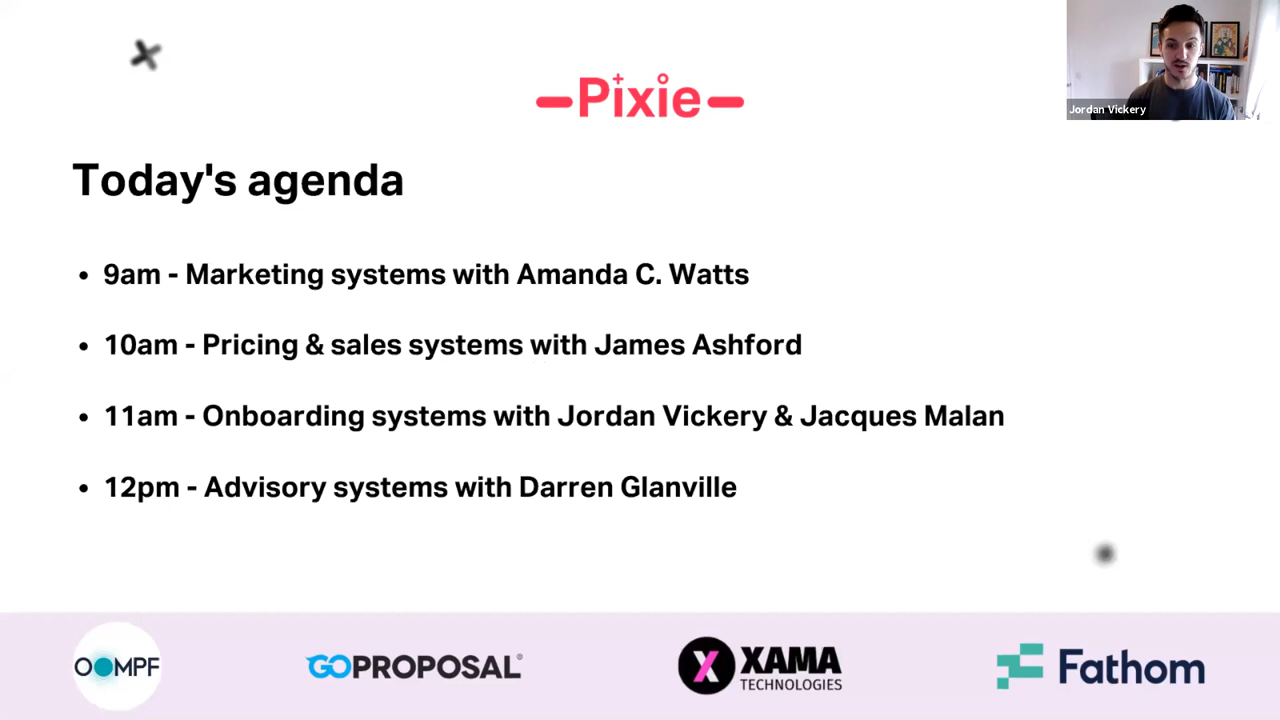 Pixie
Jordan Vickery
Today's agenda
• 9am - Marketing systems with Amanda C. Watts
• 10am - Pricing & sales systems with James Ashford
• 11am - Onboarding systems with Jordan Vickery & Jacques Malan
• 12pm - Advisory systems with Darren Glanville
OOMPF
GOPROPOSAL®
XAMA
TECHNOLOGIES
Fathom